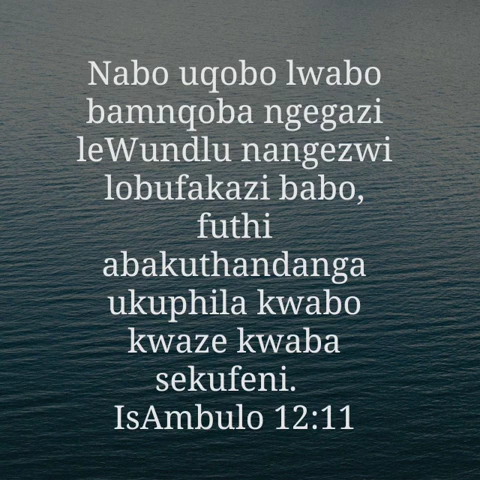 Nabo uqobo lwabo
bamnqoba ngegazi
leWundlu nangezwi
lobufakazi babo,
futhi
abakuthandanga
ukuphila kwabo
kwaze kwaba
sekufeni.
IsAmbulo 12:11